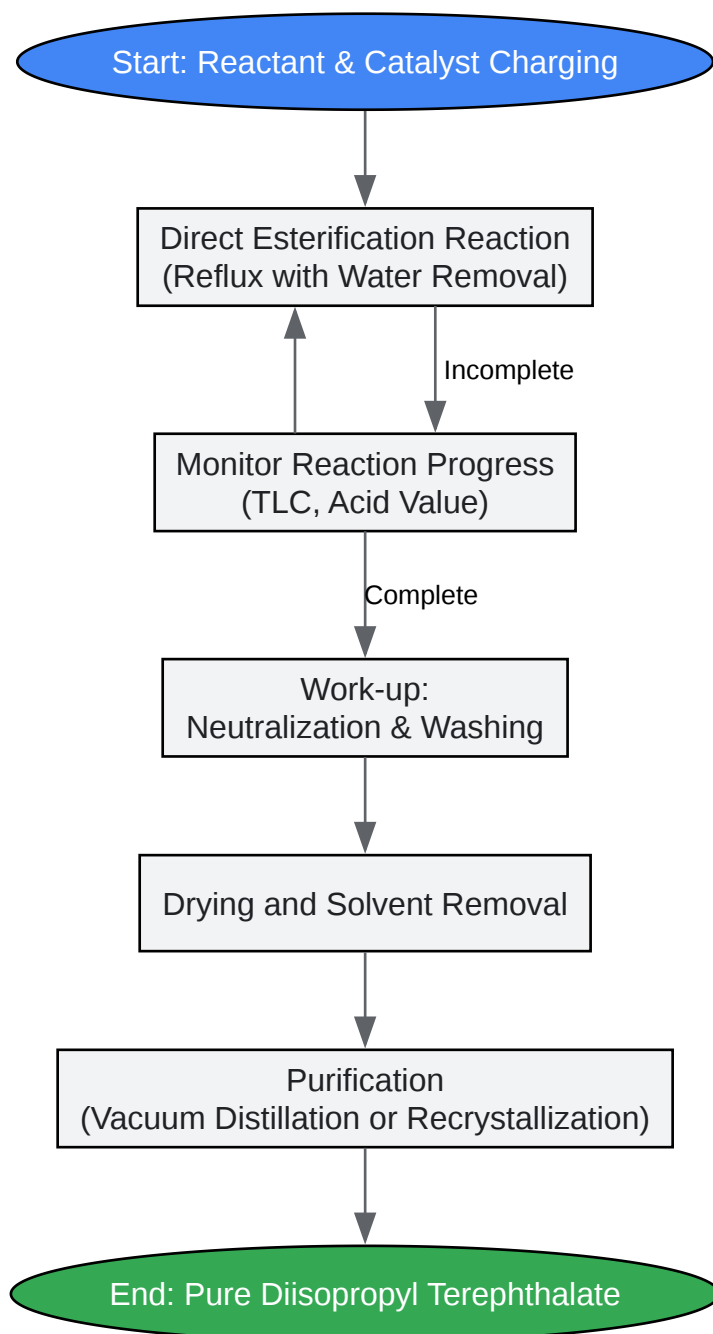 Start: Reactant & Catalyst Charging
Direct Esterification Reaction
(Reflux with Water Removal)
Incomplete
Monitor Reaction Progress
(TLC, Acid Value)
Complete
Work-up:
Neutralization & Washing
Drying and Solvent Removal
Purification
(Vacuum Distillation or Recrystallization)
End: Pure Diisopropyl Terephthalate